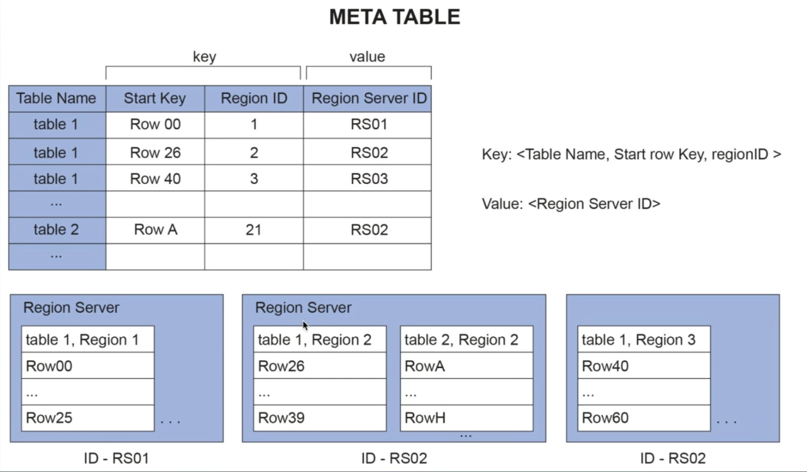 META TABLE
key value
Table Name Start Key Region ID Region Server ID
table 1 Row 00 1 RS01
table 1 Row 26 2 RS02
table 1 Row 40 3 RS03
...
table 2 Row A 21 RS02
...
Key: <Table Name, Start row Key, regionID >
Value: <Region Server ID>
Region Server
table 1, Region 1
Row00
...
Row25 . . .
ID - RS01
Region Server
table 1, Region 2 table 2, Region 2
Row26 RowA
... ...
Row39 RowH
...
ID - RS02
table 1, Region 3
Row40
...
Row60 . . .
ID - RS02